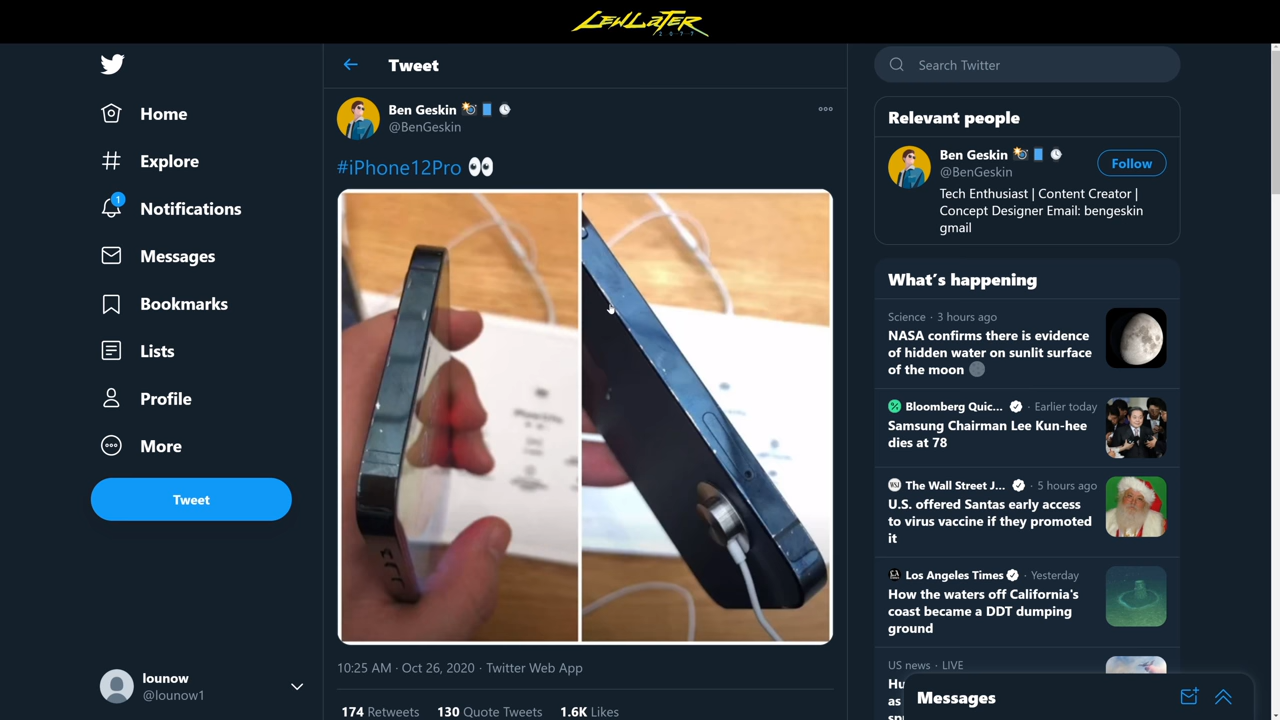 LEWLATER
2077
Home
Explore
1
Notifications
Messages
Bookmarks
Lists
Profile
More
Tweet
lounow
@lounow1
Tweet
Ben Geskin
@BenGeskin
#iPhone12Pro 👀
10:25 AM · Oct 26, 2020 · Twitter Web App
174 Retweets 130 Quote Tweets 1.6K Likes
Search Twitter
Relevant people
Ben Geskin
@BenGeskin
Follow
Tech Enthusiast | Content Creator |
Concept Designer Email: bengeskin
gmail
What's happening
Science · 3 hours ago
NASA confirms there is evidence
of hidden water on sunlit surface
of the moon
Bloomberg Quic... · Earlier today
Samsung Chairman Lee Kun-hee
dies at 78
The Wall Street J... · 5 hours ago
U.S. offered Santas early access
to virus vaccine if they promoted
it
Los Angeles Times · Yesterday
How the waters off California's
coast became a DDT dumping
ground
US news · LIVE
Messages